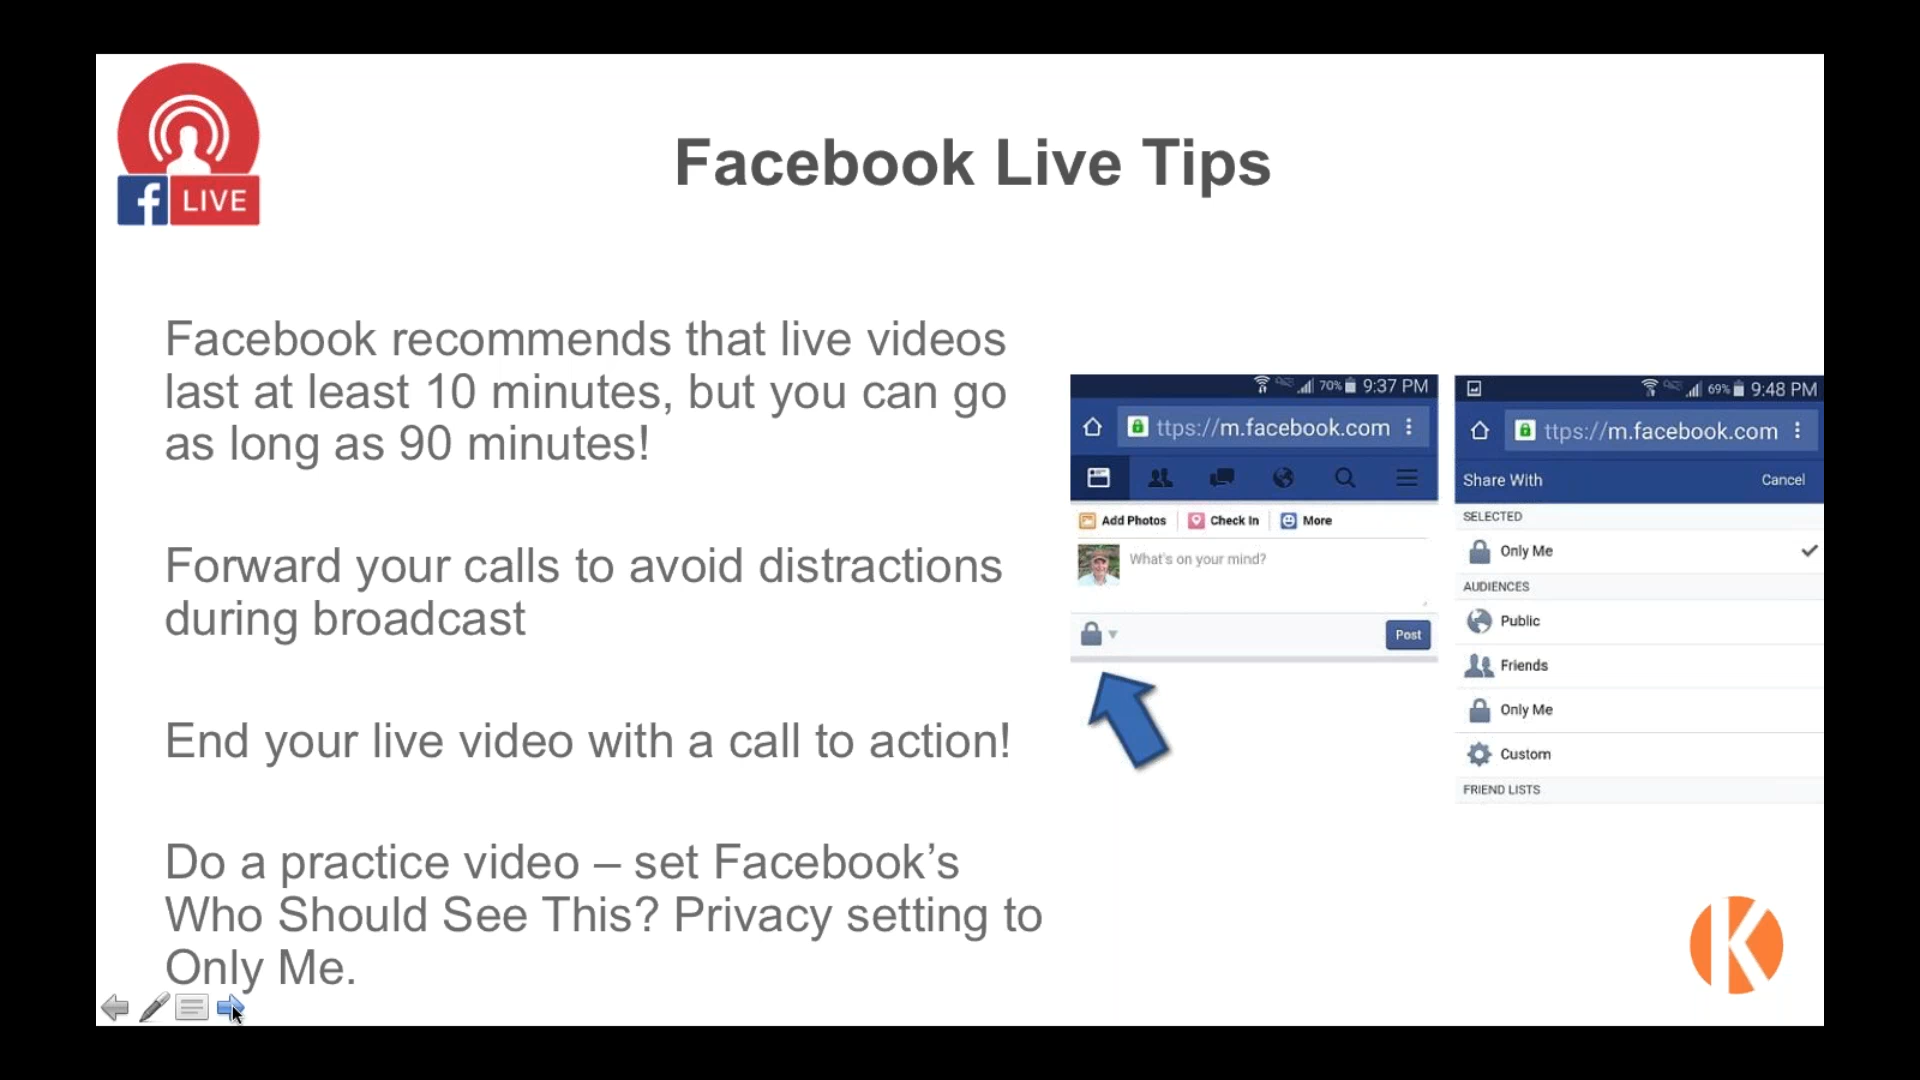 f LIVE
Facebook Live Tips
Facebook recommends that live videos
last at least 10 minutes, but you can go
as long as 90 minutes!
Forward your calls to avoid distractions
during broadcast
End your live video with a call to action!
Do a practice video – set Facebook’s
Who Should See This? Privacy setting to
Only Me.
70% 9:37 PM
ttps://m.facebook.com
Add Photos Check In More
What's on your mind?
Post
69% 9:48 PM
ttps://m.facebook.com
Share With Cancel
SELECTED
Only Me
AUDIENCES
Public
Friends
Only Me
Custom
FRIEND LISTS
K